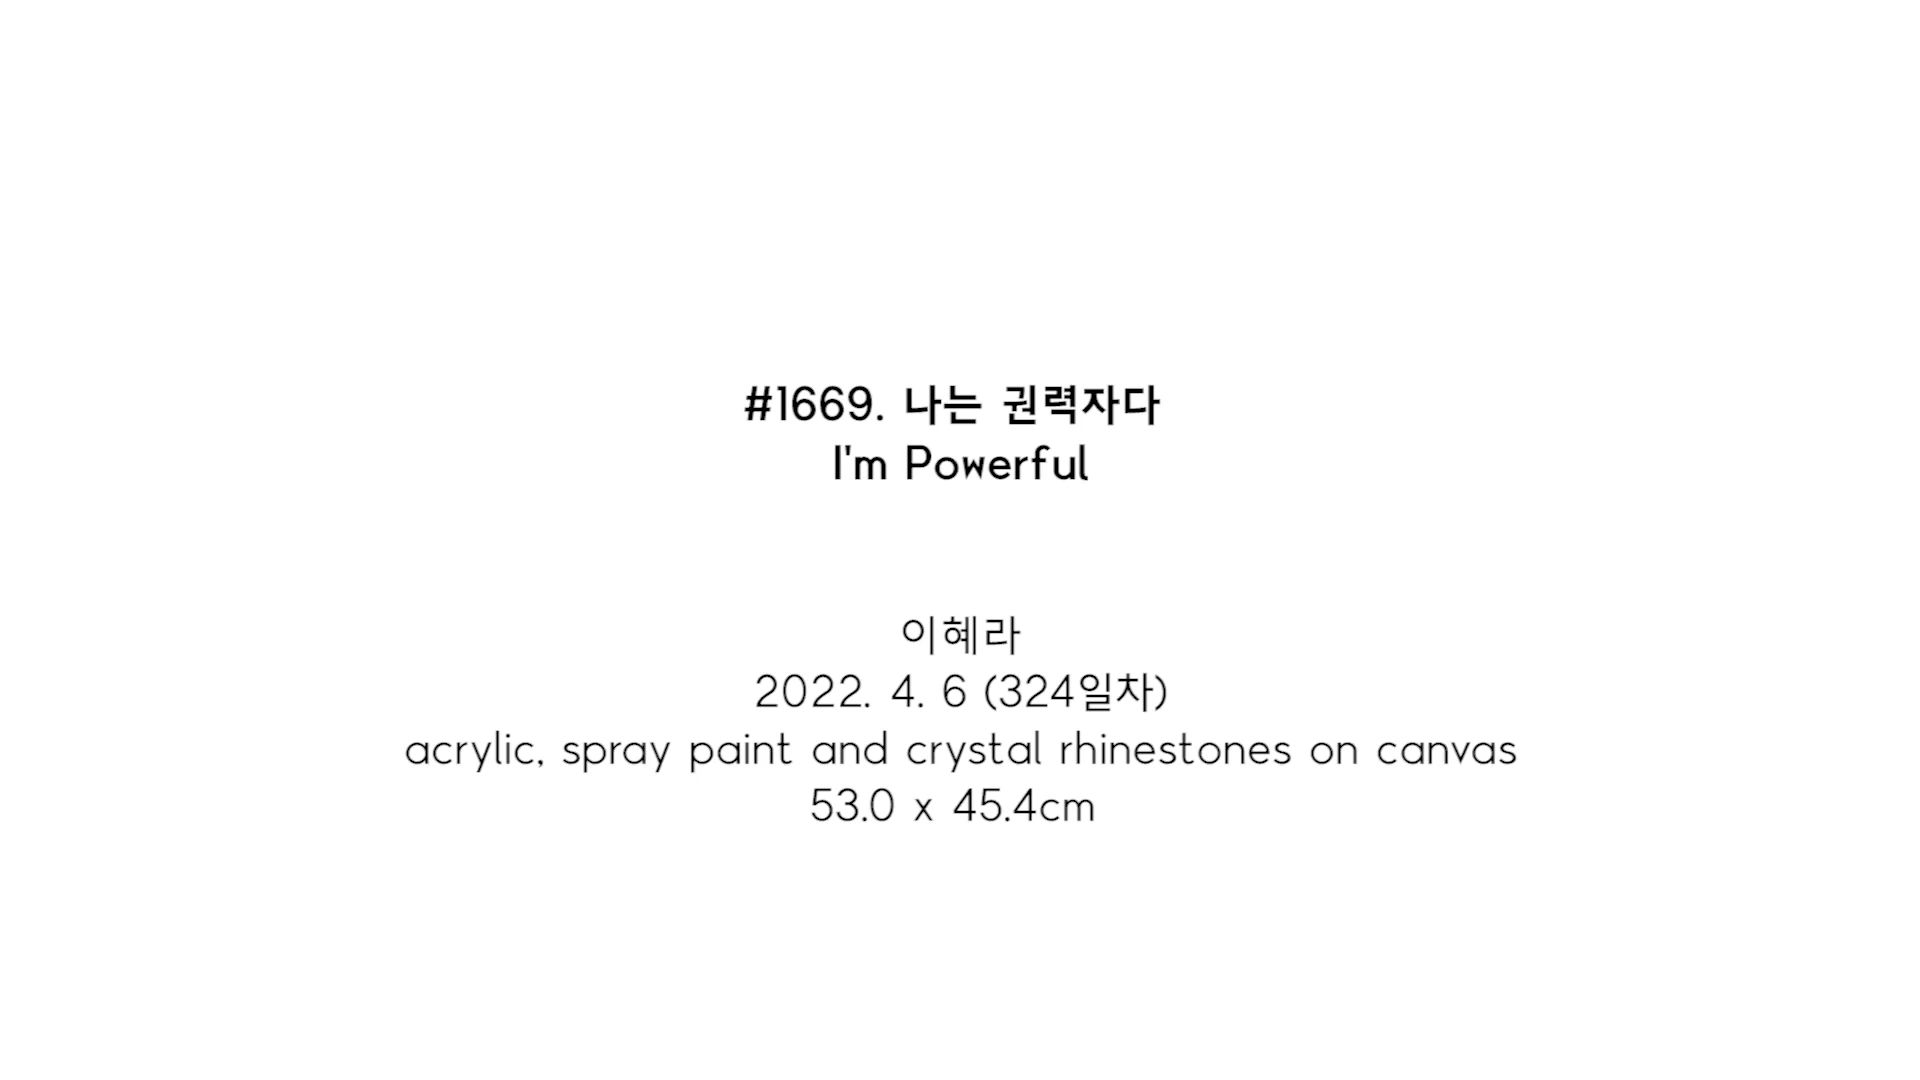 #1669. 나는 권력자다
I'm Powerful
이혜라
2022. 4. 6 (324일차)
acrylic, spray paint and crystal rhinestones on canvas
53.0 x 45.4cm